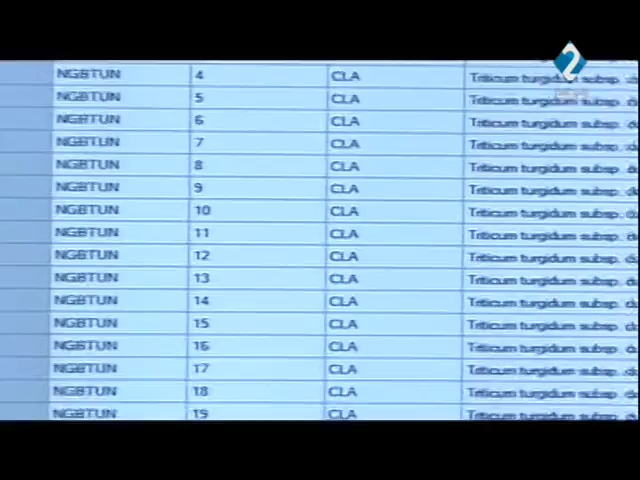 2
NGBTUN 4 CLA Triticum turgidum subsp. d
NGBTUN 5 CLA Triticum turgidum subsp. d
NGBTUN 6 CLA Triticum turgidum subsp. d
NGBTUN 7 CLA Triticum turgidum subsp. d
NGBTUN 8 CLA Triticum turgidum subsp. d
NGBTUN 9 CLA Triticum turgidum subsp. d
NGBTUN 10 CLA Triticum turgidum subsp. d
NGBTUN 11 CLA Triticum turgidum subsp. d
NGBTUN 12 CLA Triticum turgidum subsp. d
NGBTUN 13 CLA Triticum turgidum subsp. d
NGBTUN 14 CLA Triticum turgidum subsp. d
NGBTUN 15 CLA Triticum turgidum subsp. d
NGBTUN 16 CLA Triticum turgidum subsp. d
NGBTUN 17 CLA Triticum turgidum subsp. d
NGBTUN 18 CLA Triticum turgidum subsp. d
NGBTUN 19 CLA Triticum turgidum subsp. d